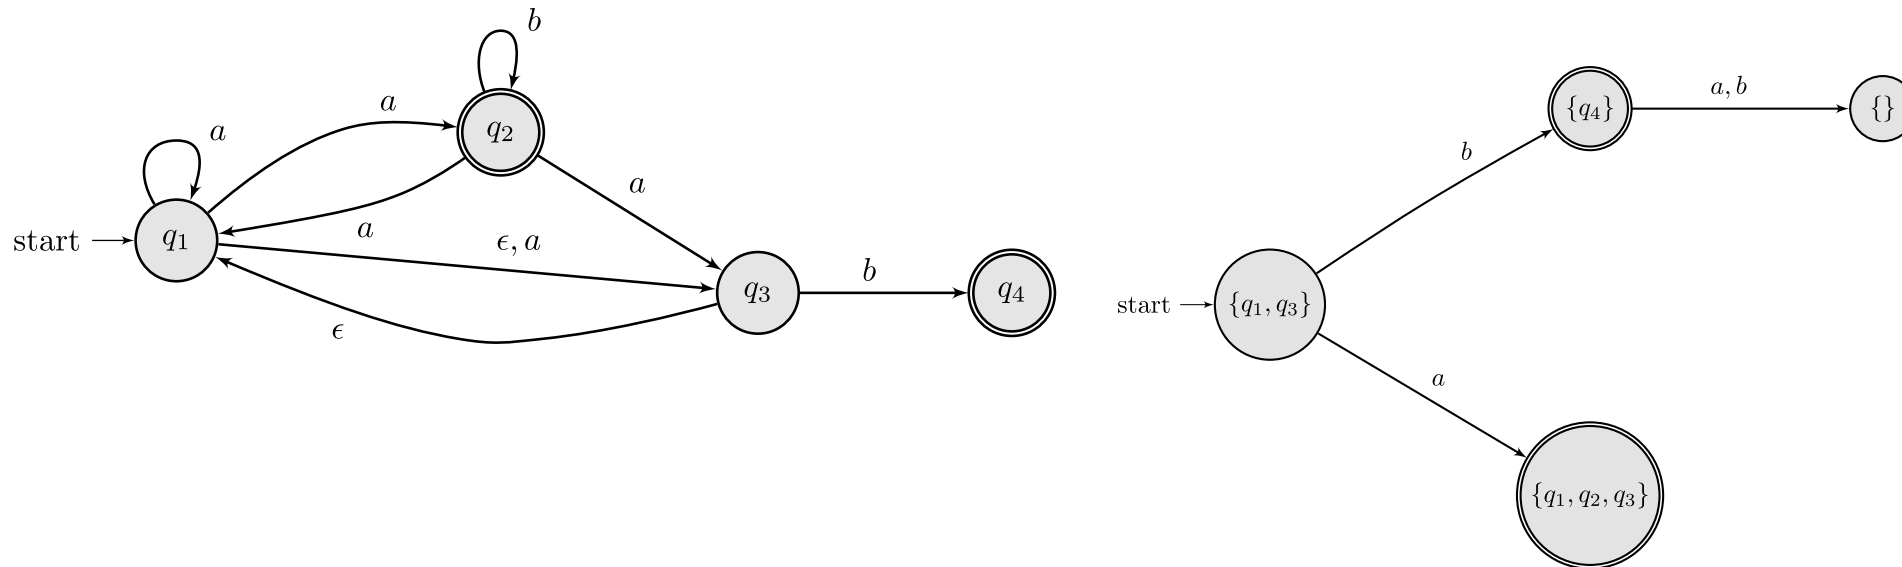 b
a
a
q₂
a
a
start
q₁
ϵ, a
ϵ
q₃
b
q₄
start
{q₁, q₃}
b
{q₄}
a, b
{}
a
{q₁, q₂, q₃}